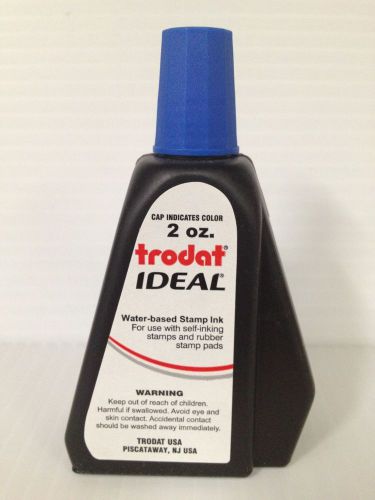 CAP INDICATES COLOR
2 oz.
trodat®
IDEAL®
Water-based Stamp Ink
For use with self-inking
stamps and rubber
stamp pads
WARNING
Keep out of reach of children.
Harmful if swallowed. Avoid eye and
skin contact. Accidental contact
should be washed away immediately.
TRODAT USA
PISCATAWAY, NJ USA